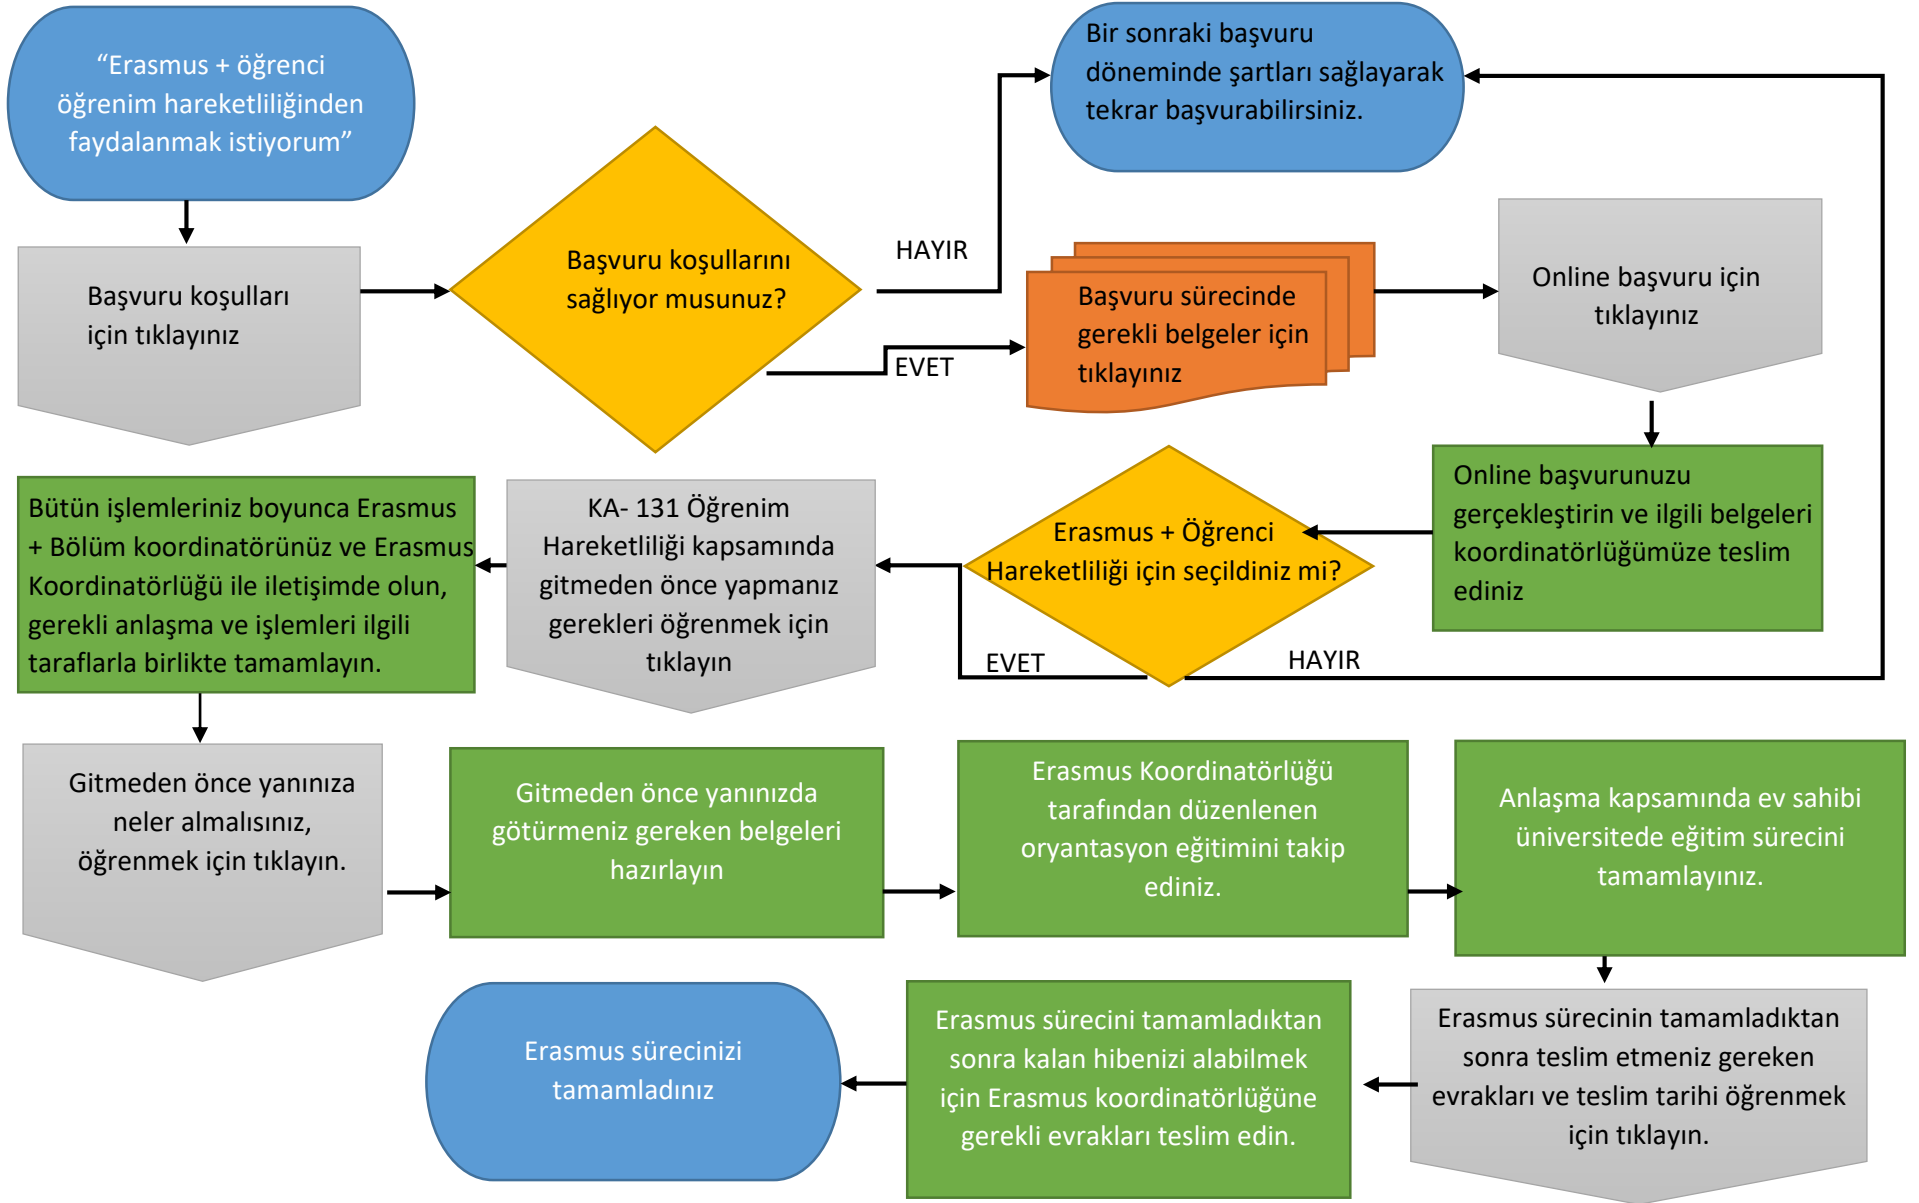 “Erasmus + öğrenci
öğrenim hareketliliğinden
faydalanmak istiyorum”
Başvuru koşulları
için tıklayınız
Başvuru koşullarını
sağlıyor musunuz?
HAYIR
EVET
Bir sonraki başvuru
döneminde şartları sağlayarak
tekrar başvurabilirsiniz.
Başvuru sürecinde
gerekli belgeler için
tıklayınız
Online başvuru için
tıklayınız
Online başvurunuzu
gerçekleştirin ve ilgili belgeleri
koordinatörlüğümüze teslim
ediniz
Erasmus + Öğrenci
Hareketliliği için seçildiniz mi?
EVET
HAYIR
KA- 131 Öğrenim
Hareketliliği kapsamında
gitmeden önce yapmanız
gerekleri öğrenmek için
tıklayın
Bütün işlemleriniz boyunca Erasmus
+ Bölüm koordinatörünüz ve Erasmus
Koordinatörlüğü ile iletişimde olun,
gerekli anlaşma ve işlemleri ilgili
taraflarla birlikte tamamlayın.
Gitmeden önce yanınıza
neler almalısınız,
öğrenmek için tıklayın.
Gitmeden önce yanınızda
götürmeniz gereken belgeleri
hazırlayın
Erasmus Koordinatörlüğü
tarafından düzenlenen
oryantasyon eğitimini takip
ediniz.
Anlaşma kapsamında ev sahibi
üniversitede eğitim sürecini
tamamlayınız.
Erasmus sürecinin tamamladıktan
sonra teslim etmeniz gereken
evrakları ve teslim tarihi öğrenmek
için tıklayın.
Erasmus sürecini tamamladıktan
sonra kalan hibenizi alabilmek
için Erasmus koordinatörlüğüne
gerekli evrakları teslim edin.
Erasmus sürecinizi
tamamladınız